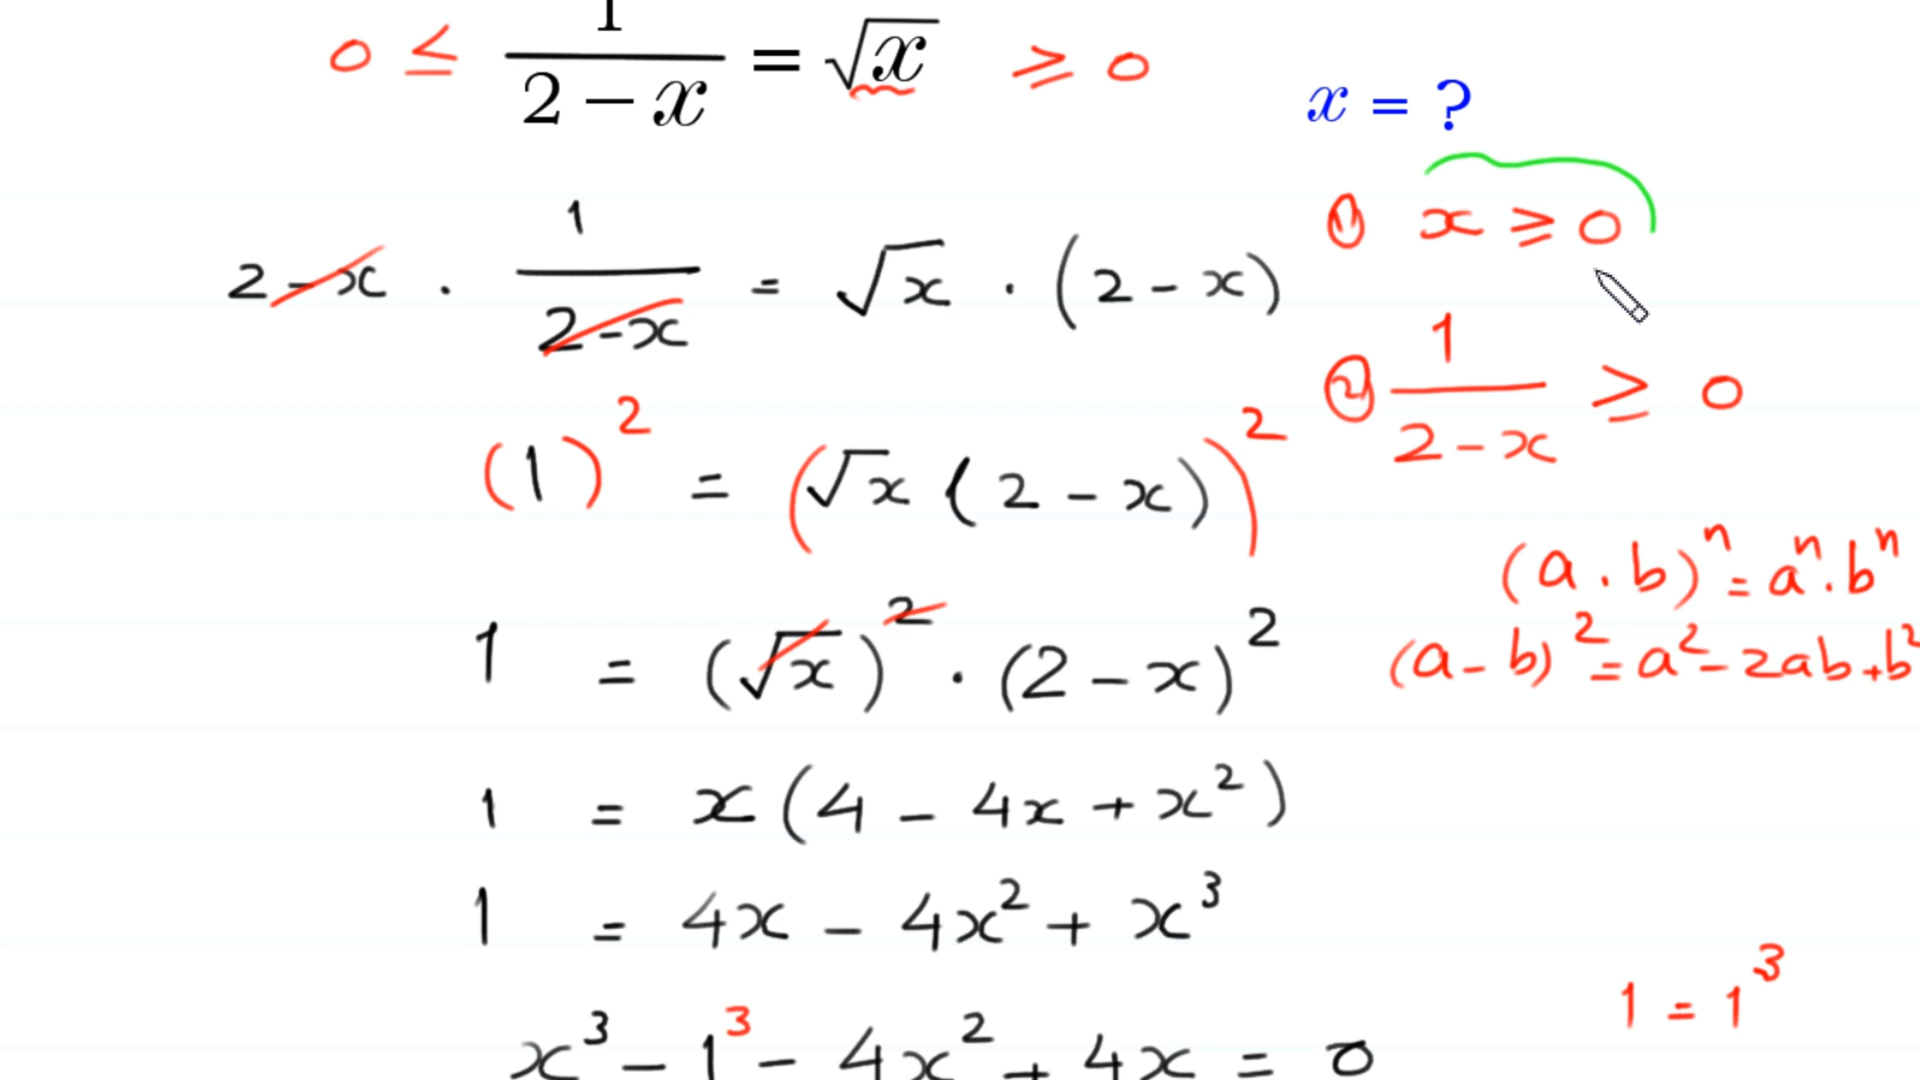 0 ≤ 1/(2 − x) = √x ≥ 0
x = ?
① x ≥ 0
2 − x · 1/(2 − x) = √x · (2 − x)
② 1/(2 − x) ≥ 0
(1)² = (√x (2 − x))²
(a · b)ⁿ = aⁿ · bⁿ
1 = (√x)² · (2 − x)²
(a − b)² = a² − 2ab + b²
1 = x(4 − 4x + x²)
1 = 4x − 4x² + x³
1 = 1³
x³ − 1³ − 4x² + 4x = 0